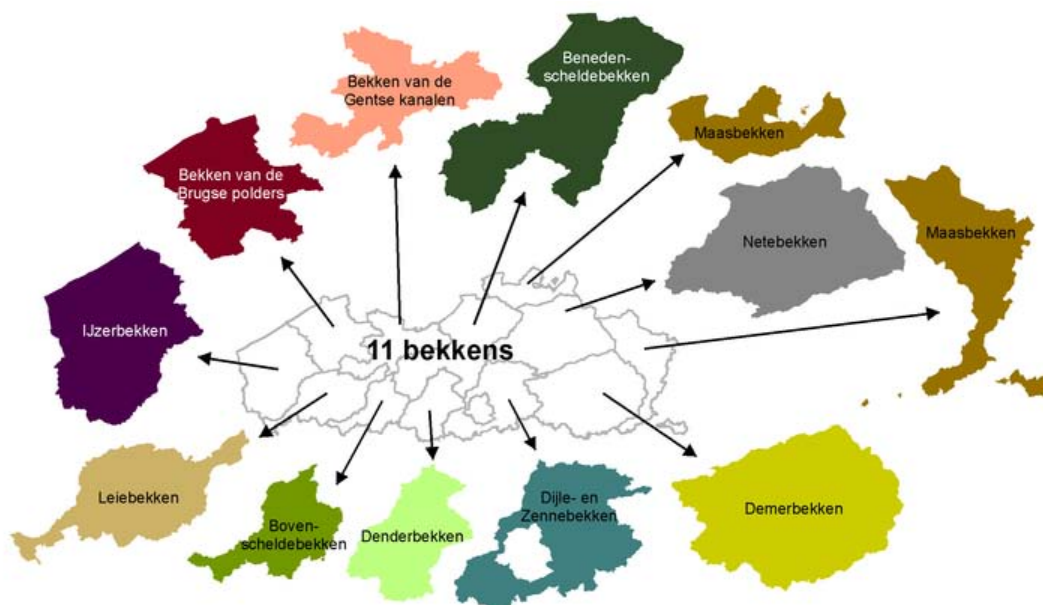 Beneden-
scheldebekken
Bekken van de
Gentse kanalen
Maasbekken
Bekken van de
Brugse polders
Netebekken
Maasbekken
IJzerbekken
11 bekkens
Leiebekken
Boven-
scheldebekken
Denderbekken
Dijle- en
Zennebekken
Demerbekken